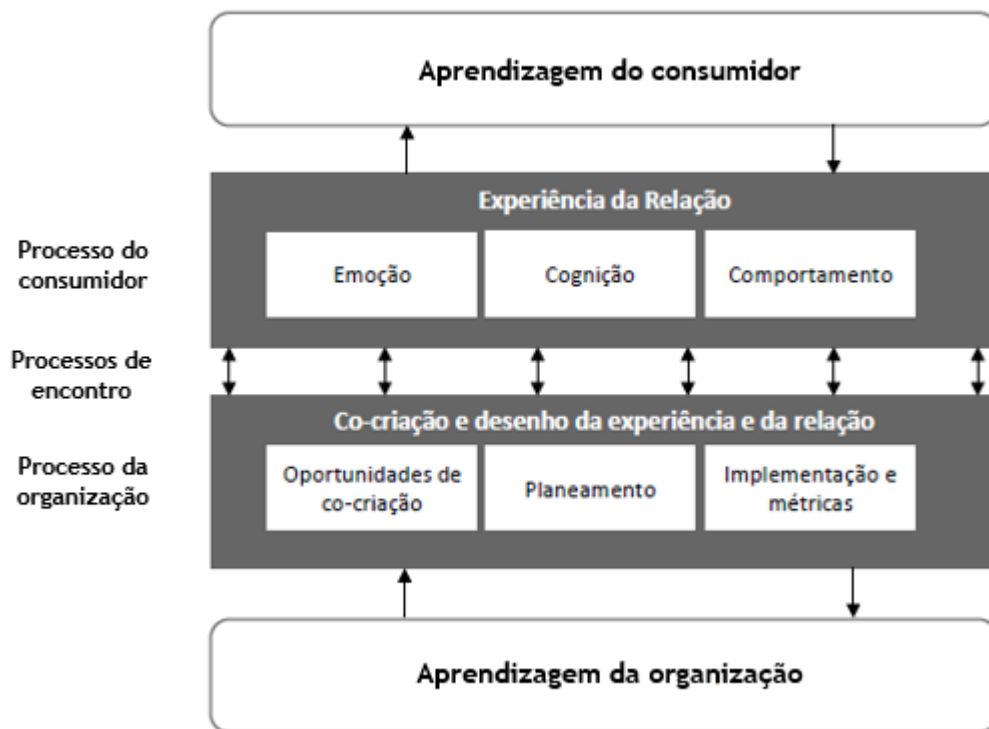 Aprendizagem do consumidor
Experiência da Relação
Processo do
consumidor
Emoção
Cognição
Comportamento
Processos de
encontro
Co-criação e desenho da experiência e da relação
Processo da
organização
Oportunidades de
co-criação
Planeamento
Implementação e
métricas
Aprendizagem da organização